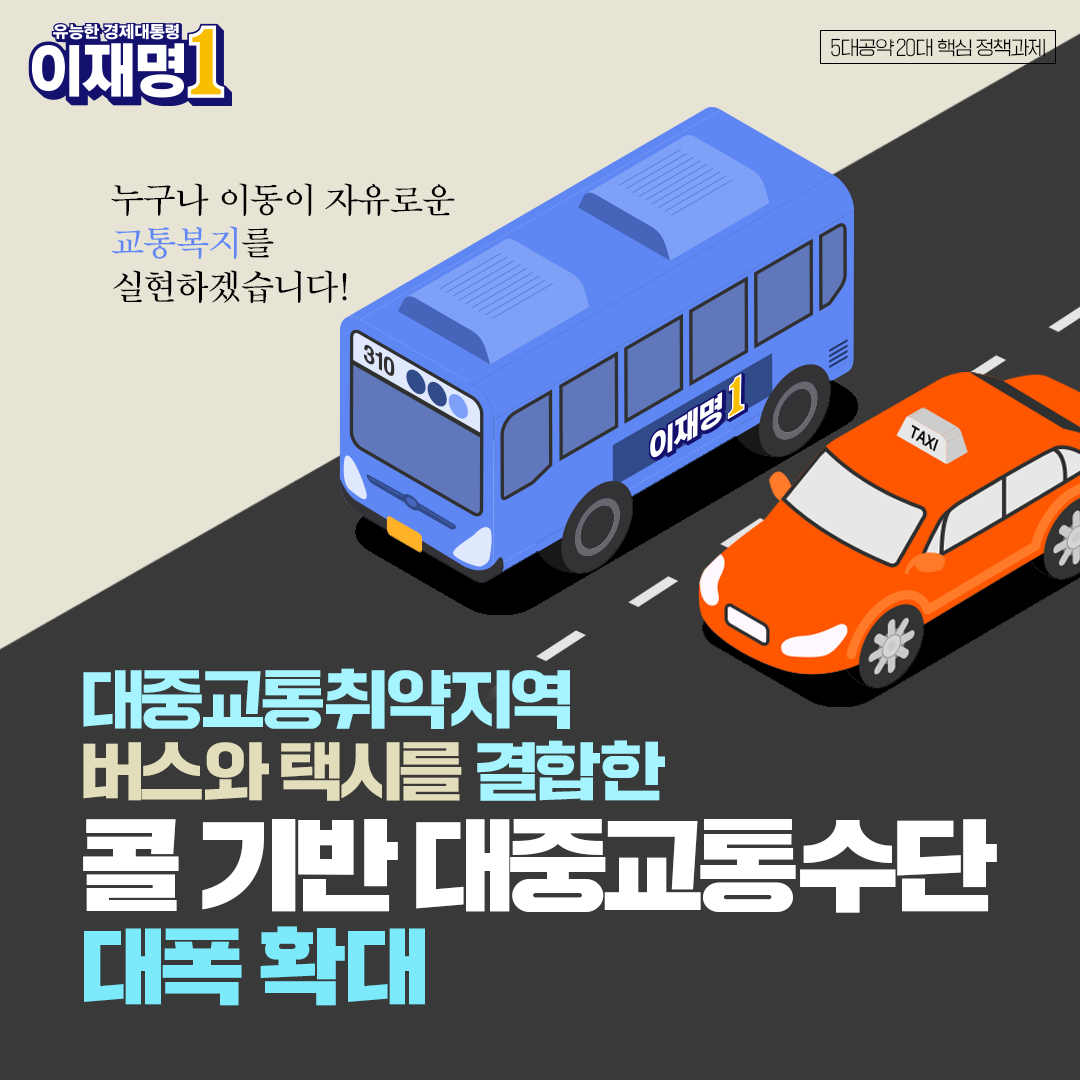 유능한 경제대통령
이재명1
5대공약 20대 핵심 정책과제
누구나 이동이 자유로운
교통복지를
실현하겠습니다!
310
이재명1
TAXI
대중교통취약지역
버스와 택시를 결합한
콜 기반 대중교통수단
대폭 확대